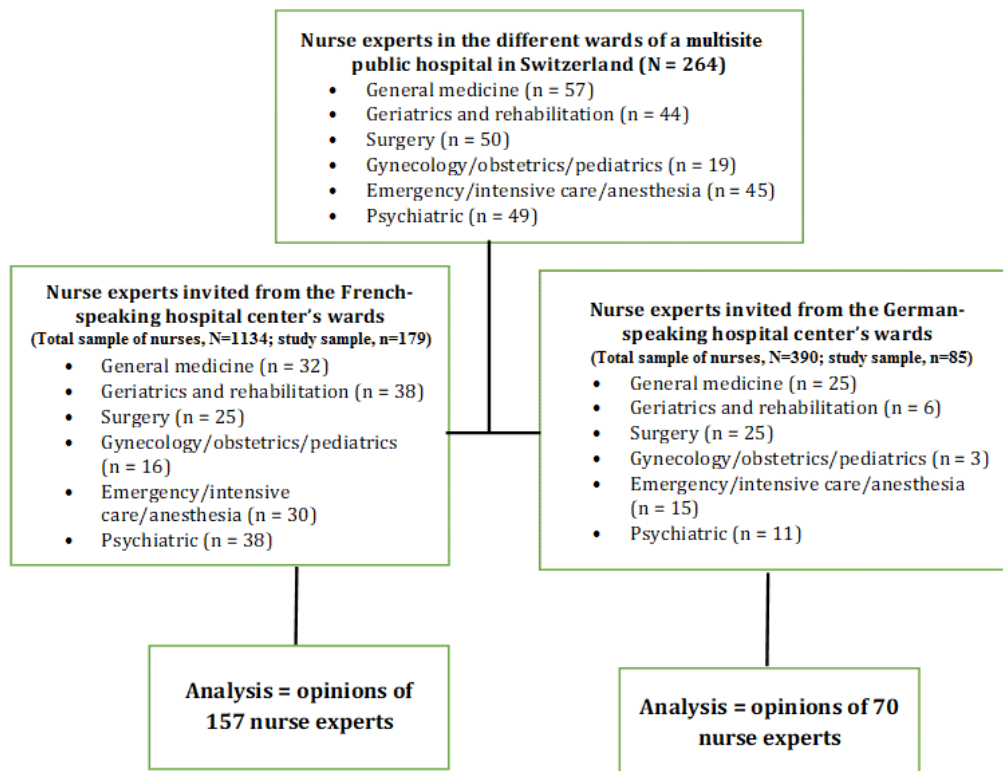 Nurse experts in the different wards of a multisite
public hospital in Switzerland (N = 264)
• General medicine (n = 57)
• Geriatrics and rehabilitation (n = 44)
• Surgery (n = 50)
• Gynecology/obstetrics/pediatrics (n = 19)
• Emergency/intensive care/anesthesia (n = 45)
• Psychiatric (n = 49)
Nurse experts invited from the French-
speaking hospital center's wards
(Total sample of nurses, N=1134; study sample, n=179)
• General medicine (n = 32)
• Geriatrics and rehabilitation (n = 38)
• Surgery (n = 25)
• Gynecology/obstetrics/pediatrics
(n = 16)
• Emergency/intensive
care/anesthesia (n = 30)
• Psychiatric (n = 38)
Nurse experts invited from the German-
speaking hospital center's wards
(Total sample of nurses, N=390; study sample, n=85)
• General medicine (n = 25)
• Geriatrics and rehabilitation (n = 6)
• Surgery (n = 25)
• Gynecology/obstetrics/pediatrics (n = 3)
• Emergency/intensive care/anesthesia
(n = 15)
• Psychiatric (n = 11)
Analysis = opinions of
157 nurse experts
Analysis = opinions of 70
nurse experts